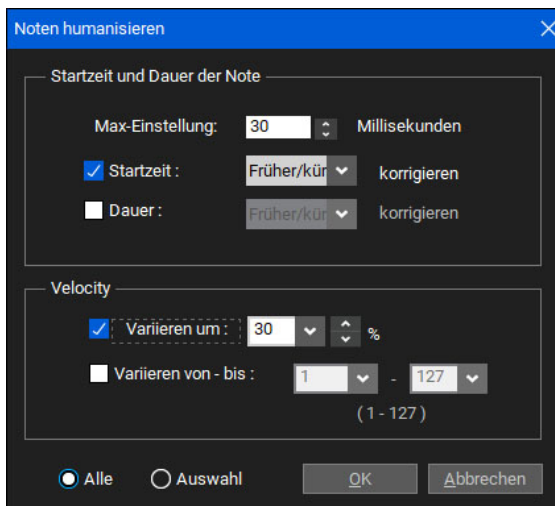 Noten humanisieren
Startzeit und Dauer der Note
Max-Einstellung: 30 Millisekunden
Startzeit : Früher/kür korrigieren
Dauer : Früher/kür korrigieren
Velocity
Variieren um : 30 %
Variieren von - bis : 1 - 127
( 1 - 127 )
Alle Auswahl OK Abbrechen